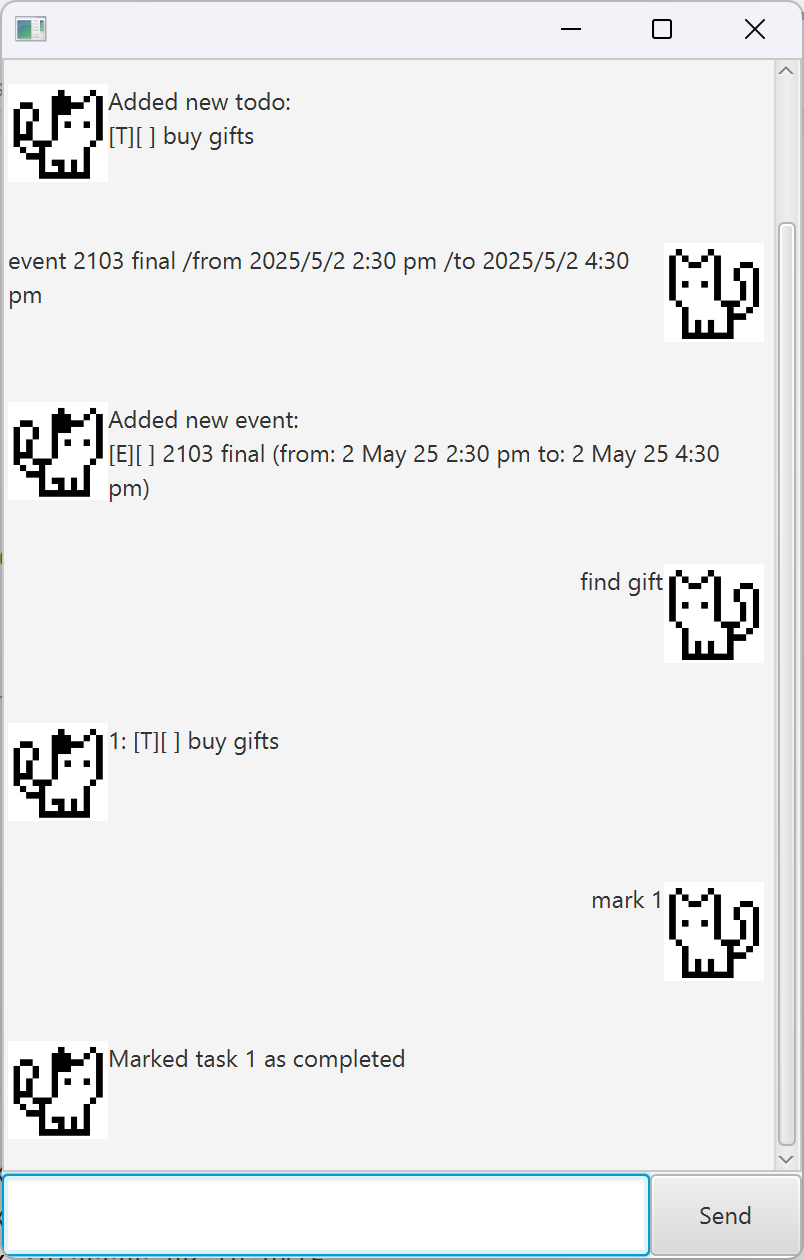 Added new todo:
[T][ ] buy gifts
event 2103 final /from 2025/5/2 2:30 pm /to 2025/5/2 4:30
pm
Added new event:
[E][ ] 2103 final (from: 2 May 25 2:30 pm to: 2 May 25 4:30
pm)
find gift
1: [T][ ] buy gifts
mark 1
Marked task 1 as completed
Send